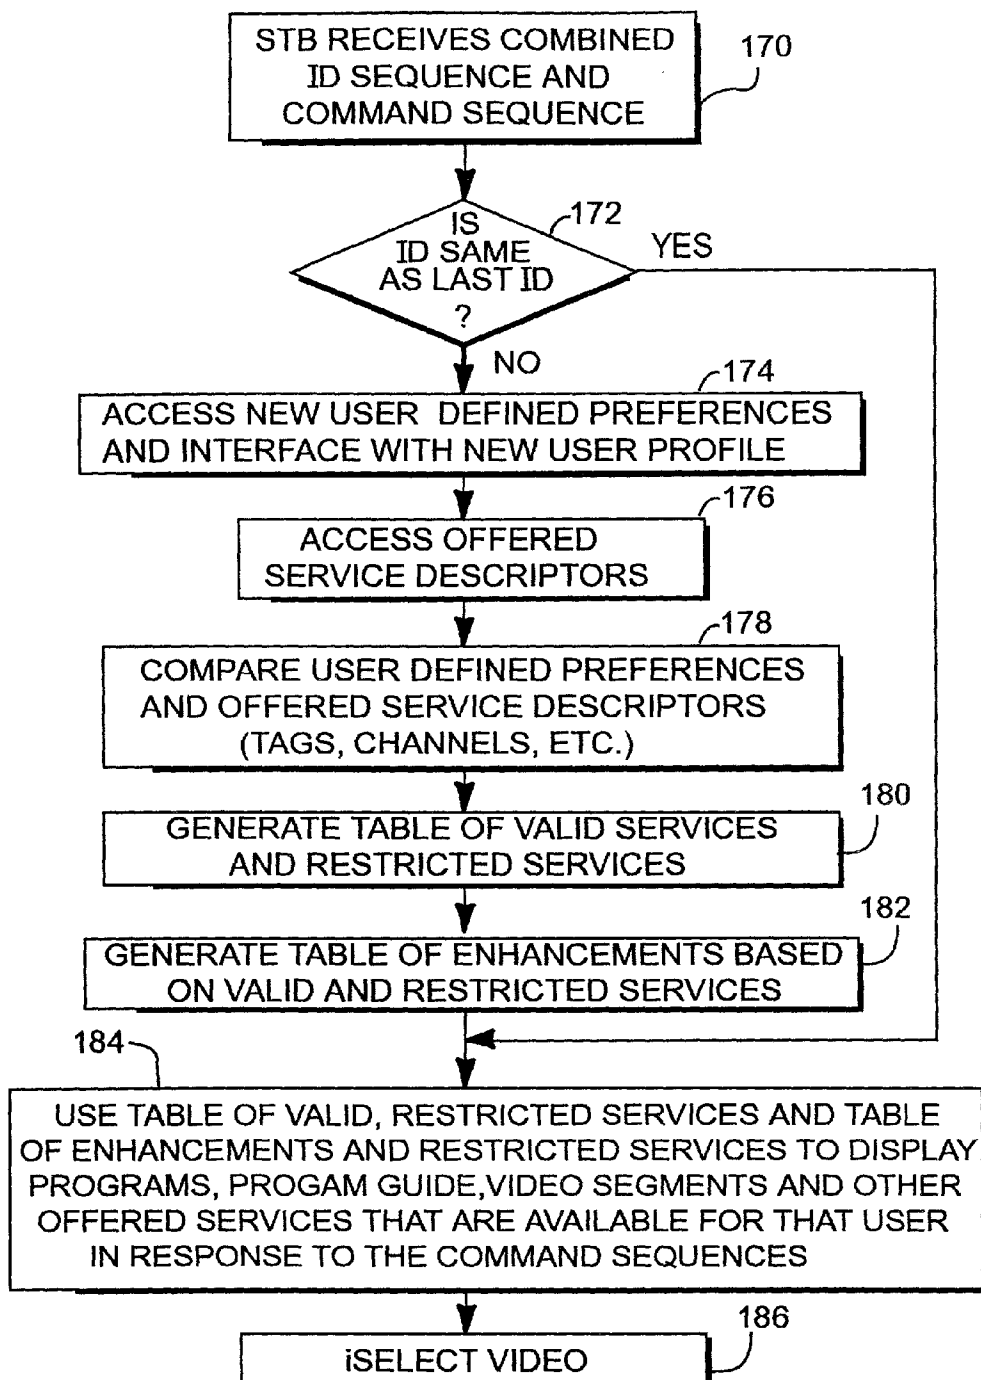 STB RECEIVES COMBINED
ID SEQUENCE AND
COMMAND SEQUENCE
170
IS
ID SAME
AS LAST ID
?
172
YES
NO
174
ACCESS NEW USER DEFINED PREFERENCES
AND INTERFACE WITH NEW USER PROFILE
176
ACCESS OFFERED
SERVICE DESCRIPTORS
178
COMPARE USER DEFINED PREFERENCES
AND OFFERED SERVICE DESCRIPTORS
(TAGS, CHANNELS, ETC.)
180
GENERATE TABLE OF VALID SERVICES
AND RESTRICTED SERVICES
182
GENERATE TABLE OF ENHANCEMENTS BASED
ON VALID AND RESTRICTED SERVICES
184
USE TABLE OF VALID, RESTRICTED SERVICES AND TABLE
OF ENHANCEMENTS AND RESTRICTED SERVICES TO DISPLAY
PROGRAMS, PROGAM GUIDE,VIDEO SEGMENTS AND OTHER
OFFERED SERVICES THAT ARE AVAILABLE FOR THAT USER
IN RESPONSE TO THE COMMAND SEQUENCES
186
iSELECT VIDEO